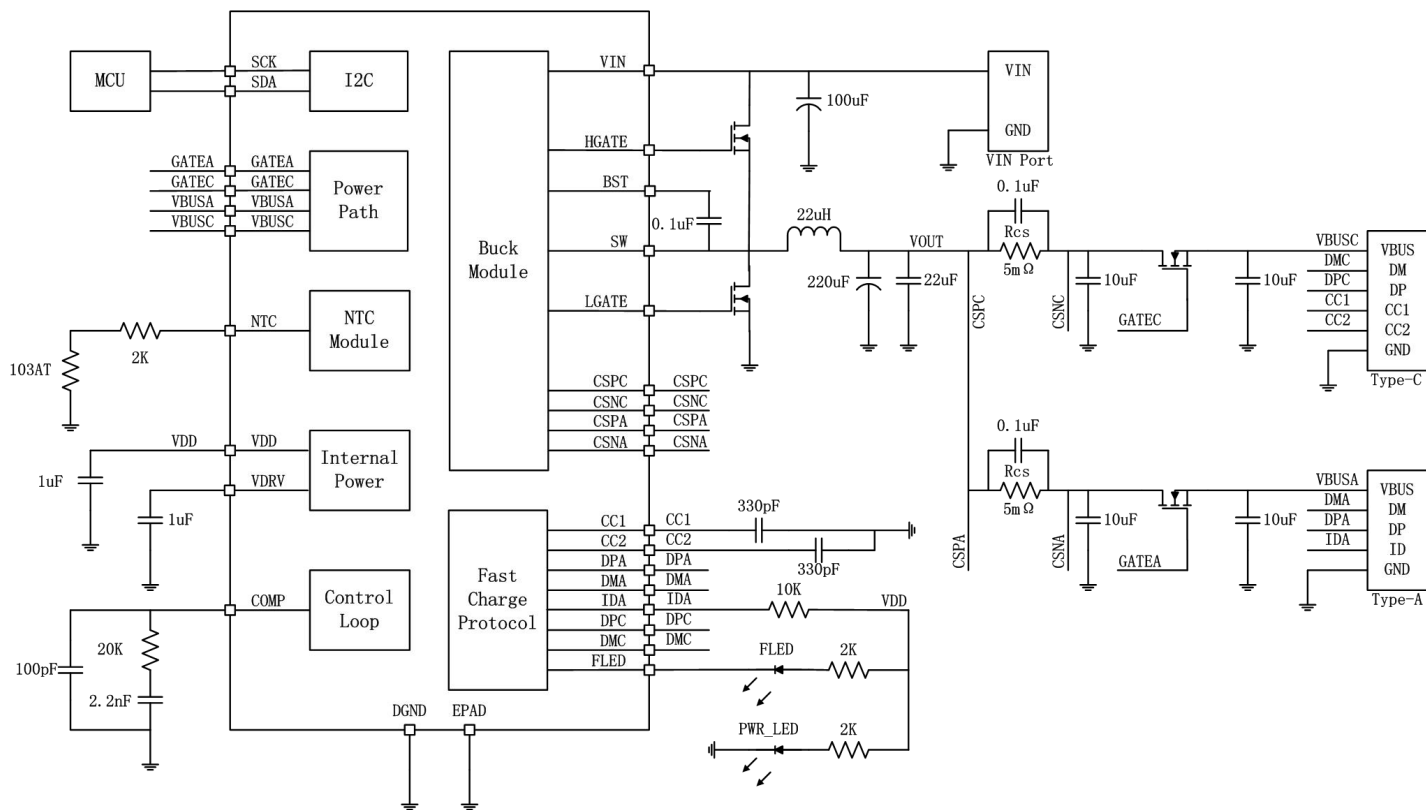 MCU
SCK
SDA
I2C
GATEA
GATEC
VBUSA
VBUSC
GATEA
GATEC
VBUSA
VBUSC
Power
Path
NTC
NTC
Module
2K
103AT
VDD
VDD
VDRV
Internal
Power
1uF
1uF
COMP
Control
Loop
20K
100pF
2.2nF
DGND
EPAD
Buck
Module
VIN
HGATE
BST
SW
LGATE
CSPC
CSNC
CSPA
CSNA
CSPC
CSNC
CSPA
CSNA
0.1uF
100uF
VIN
GND
VIN Port
22uH
VOUT
220uF
22uF
0.1uF
Rcs
5mΩ
CSPC
CSNC
10uF
GATEC
10uF
VBUSC
DMC
DPC
CC1
CC2
VBUS
DM
DP
CC1
CC2
GND
Type-C
0.1uF
Rcs
5mΩ
CSPA
CSNA
10uF
GATEA
10uF
VBUSA
DMA
DPA
IDA
VBUS
DM
DP
ID
GND
Type-A
Fast
Charge
Protocol
CC1
CC2
DPA
DMA
IDA
DPC
DMC
FLED
CC1
CC2
DPA
DMA
IDA
DPC
DMC
330pF
330pF
10K
VDD
FLED
2K
PWR_LED
2K